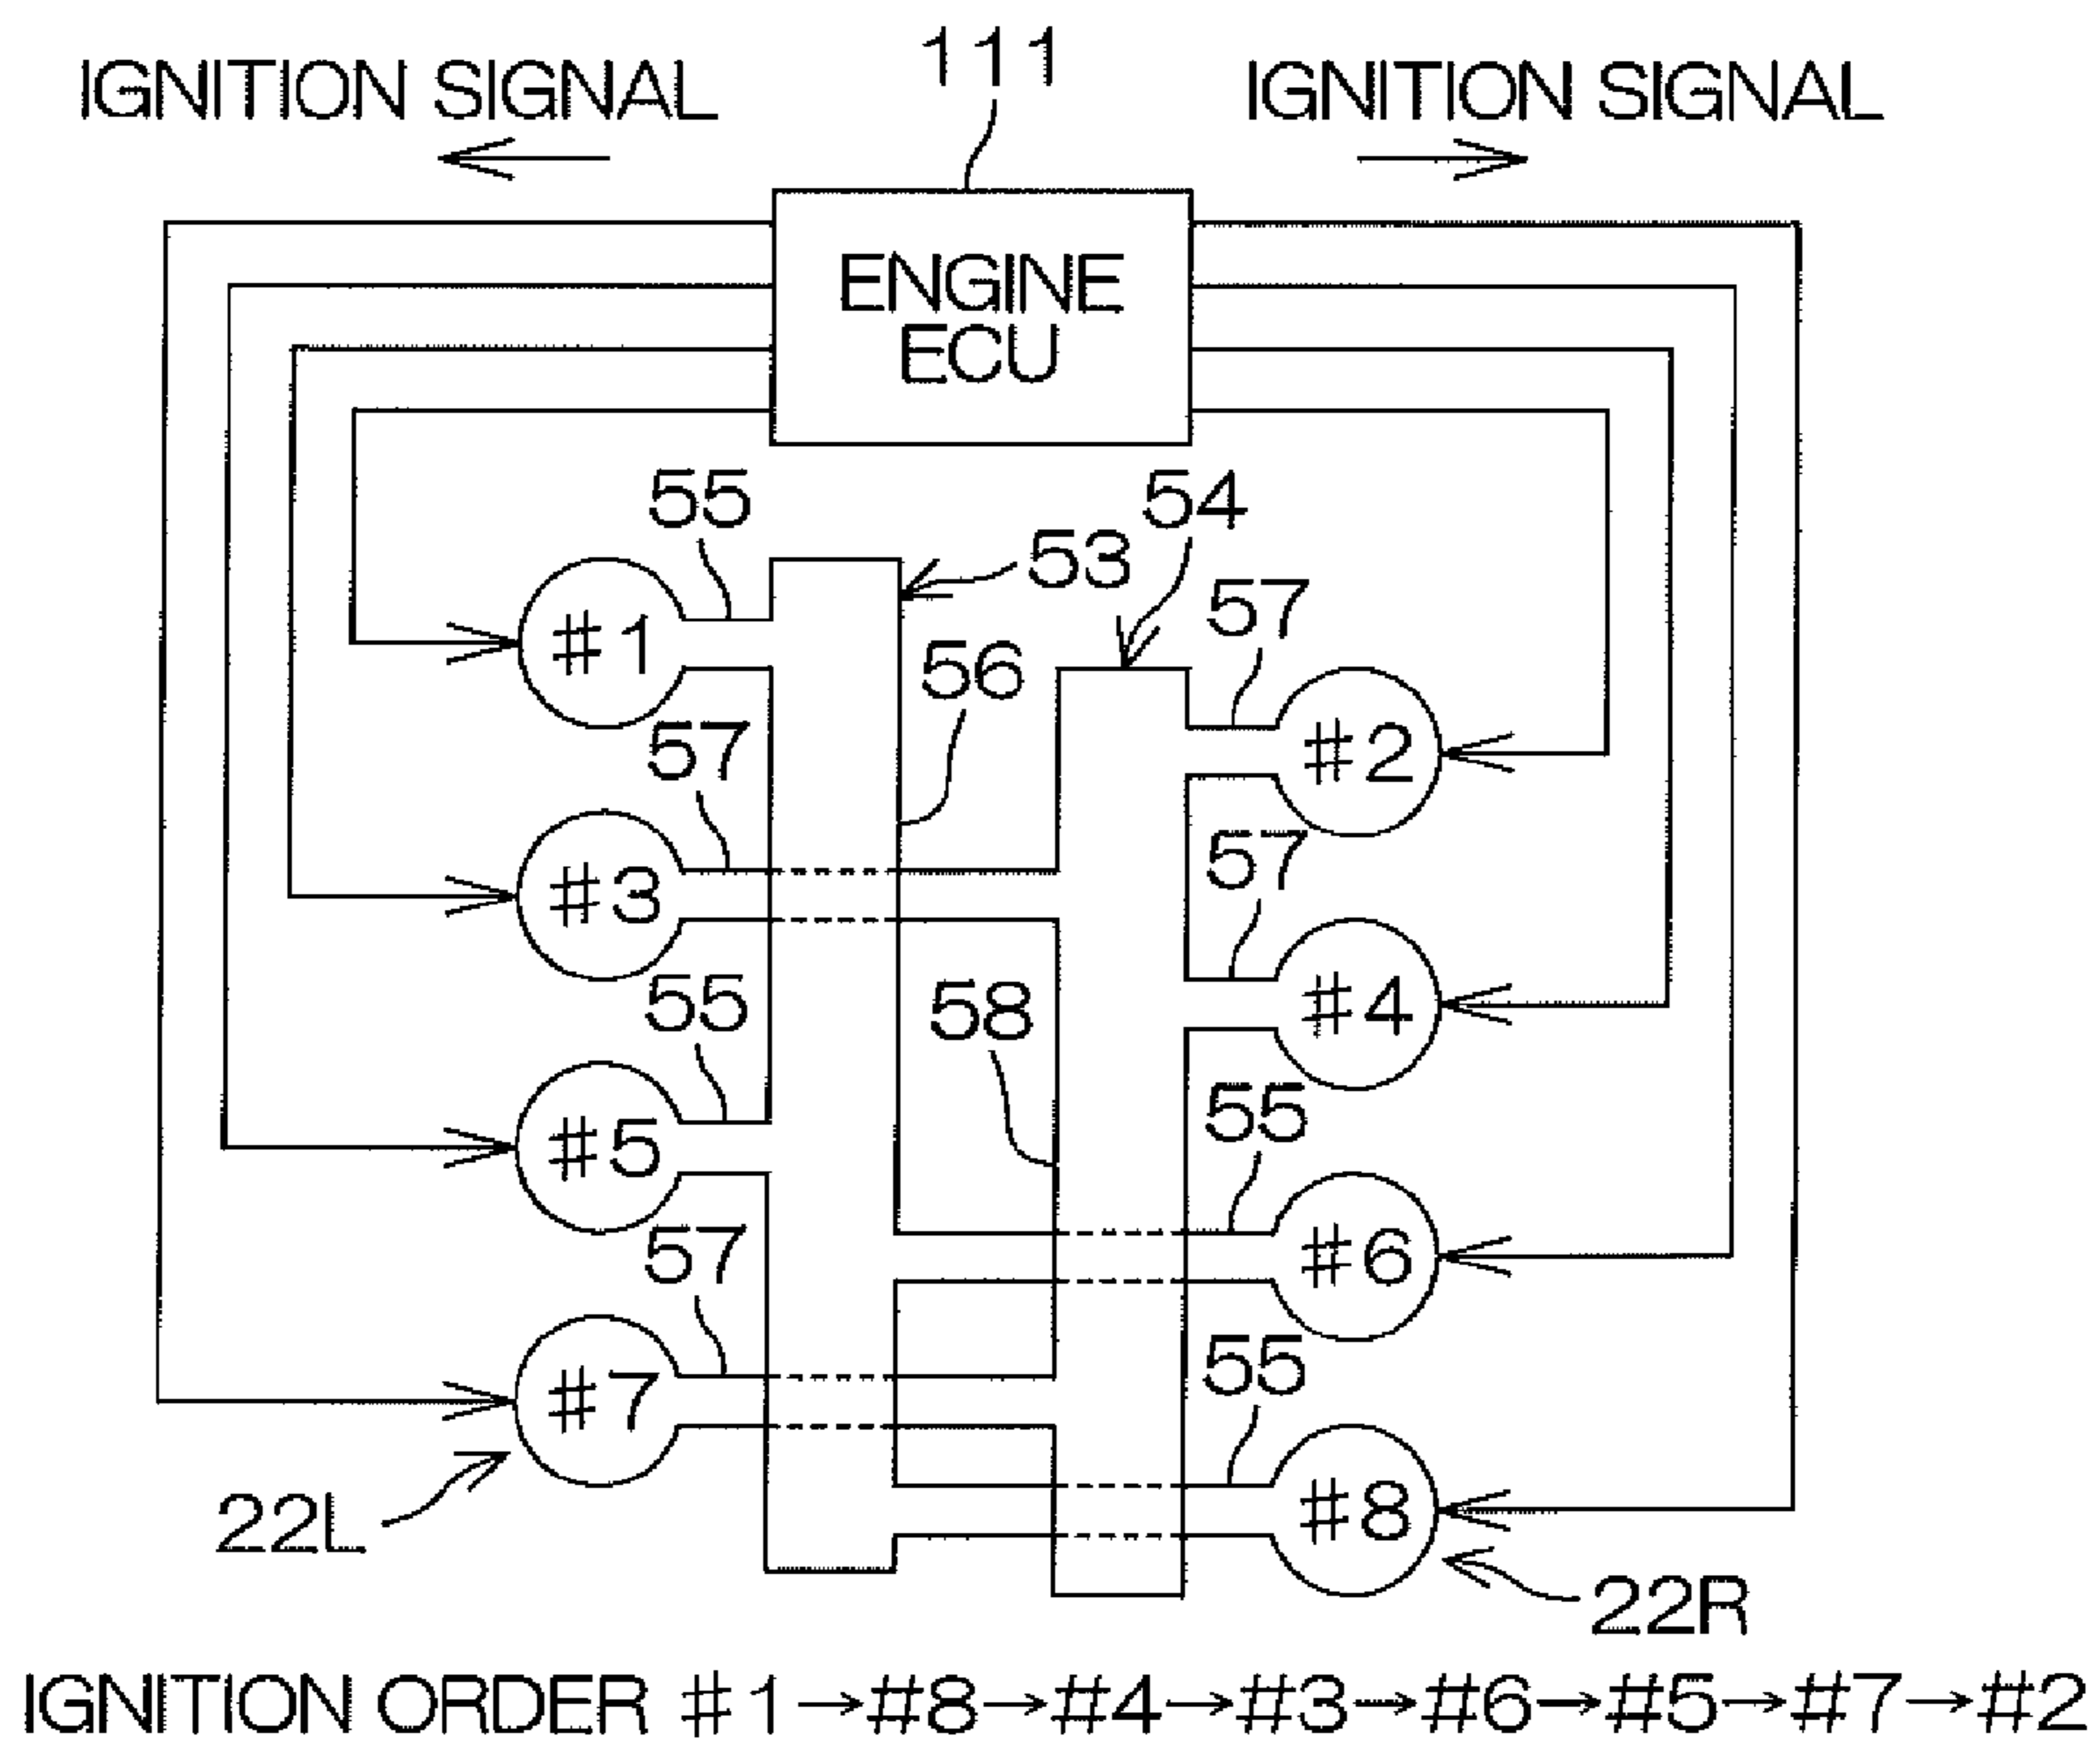 111
IGNITION SIGNAL IGNITION SIGNAL
ENGINE
ECU
55 54
53
57
#1 56
57 #2
57
#3
55 58 #4
55
#5
57 #6
55
#7
22L #8
22R
IGNITION ORDER #1→#8→#4→#3→#6→#5→#7→#2